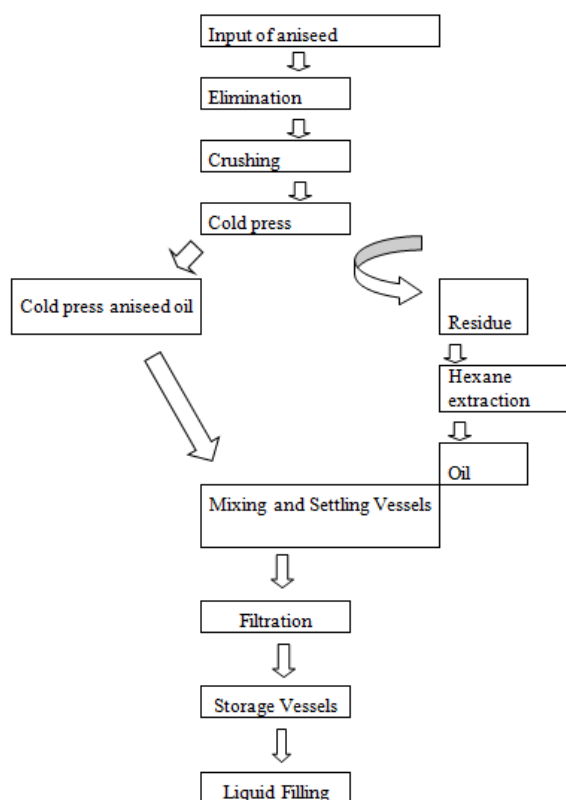 Input of aniseed
Elimination
Crushing
Cold press
Cold press aniseed oil
Residue
Hexane
extraction
Oil
Mixing and Settling Vessels
Filtration
Storage Vessels
Liquid Filling